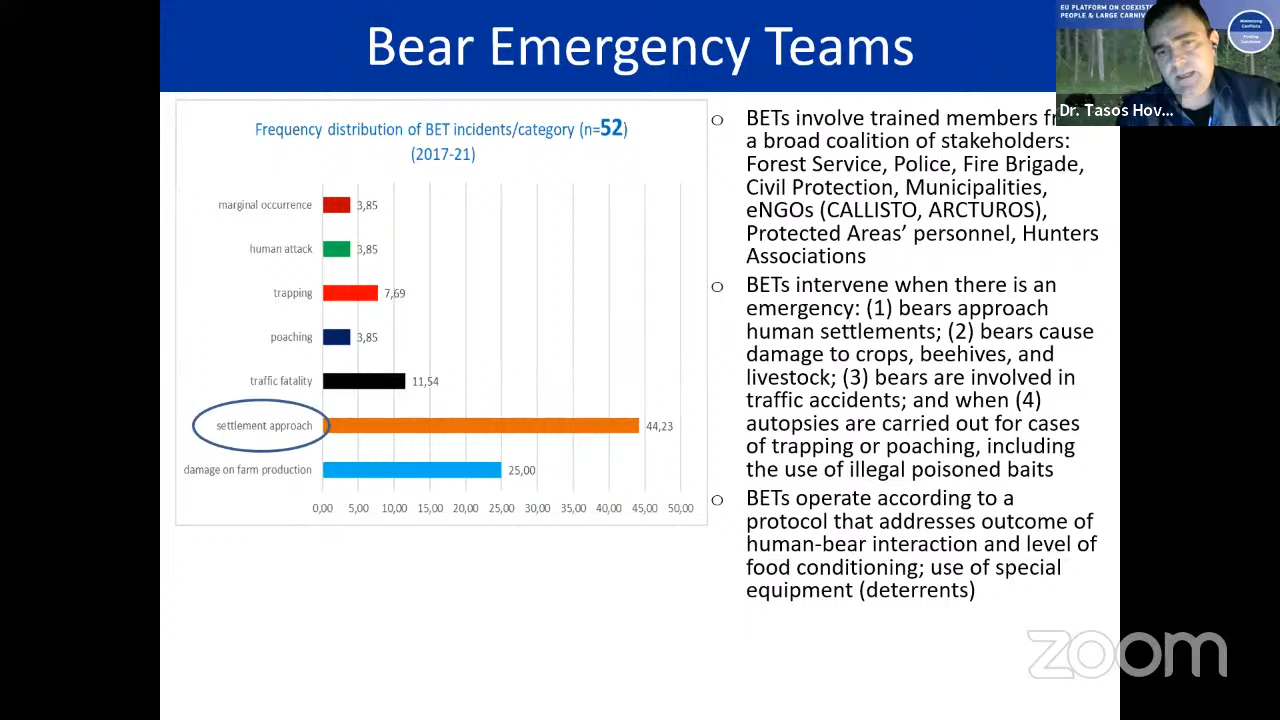 Bear Emergency Teams
EU PLATFORM ON COEXIST
PEOPLE & LARGE CARNIV
Minimizing
Conflicts
Finding
Solutions
Dr. Tasos Hov...
Frequency distribution of BET incidents/category (n=52)
(2017-21)
marginal occurrence 3,85
human attack 3,85
trapping 7,69
poaching 3,85
traffic fatality 11,54
settlement approach 44,23
damage on farm production 25,00
0,00 5,00 10,00 15,00 20,00 25,00 30,00 35,00 40,00 45,00 50,00
o BETs involve trained members f
a broad coalition of stakeholders:
Forest Service, Police, Fire Brigade,
Civil Protection, Municipalities,
eNGOs (CALLISTO, ARCTUROS),
Protected Areas’ personnel, Hunters
Associations
o BETs intervene when there is an
emergency: (1) bears approach
human settlements; (2) bears cause
damage to crops, beehives, and
livestock; (3) bears are involved in
traffic accidents; and when (4)
autopsies are carried out for cases
of trapping or poaching, including
the use of illegal poisoned baits
o BETs operate according to a
protocol that addresses outcome of
human-bear interaction and level of
food conditioning; use of special
equipment (deterrents)
zoom